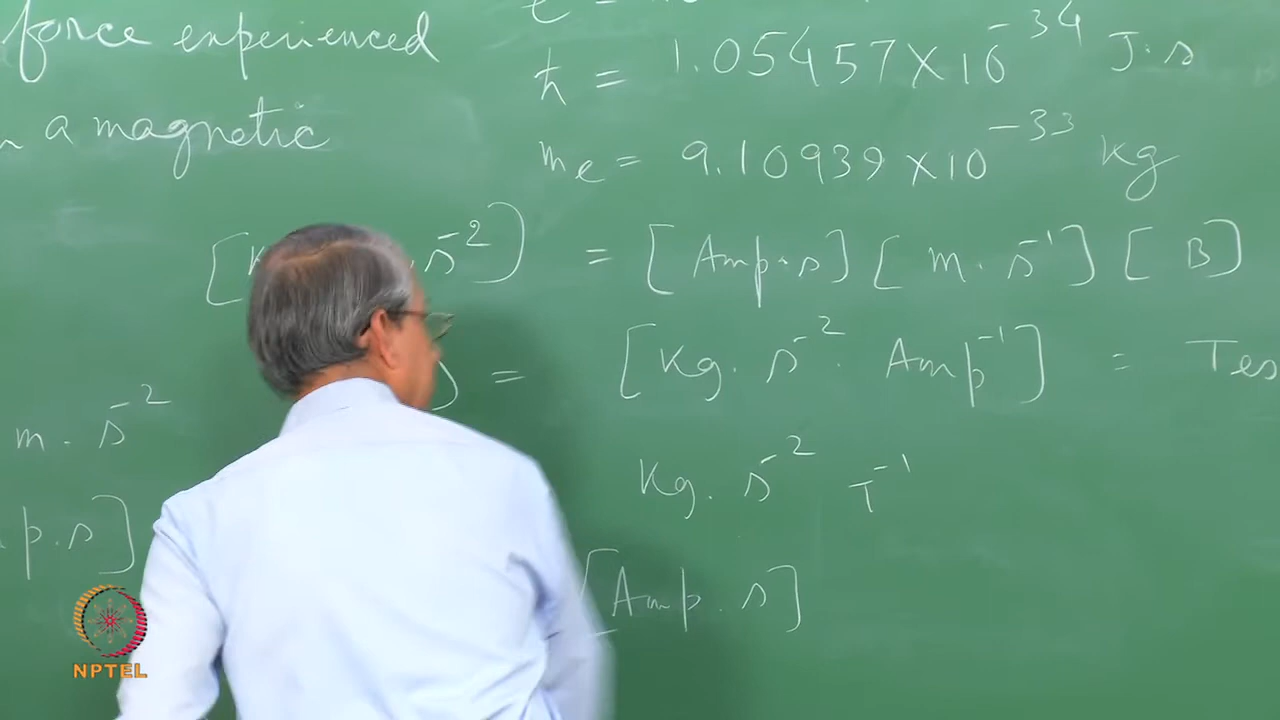 force experienced
a magnetic
ħ = 1.05457 × 10⁻³⁴ J·s
mₑ = 9.10939 × 10⁻³³ kg
s⁻²] = [Amp·s] [m·s⁻¹] [B]
= [Kg·s⁻²·Amp⁻¹] = Tes
m·s⁻²
Kg·s⁻² T⁻¹
p·s]
[Amp·s]
NPTEL